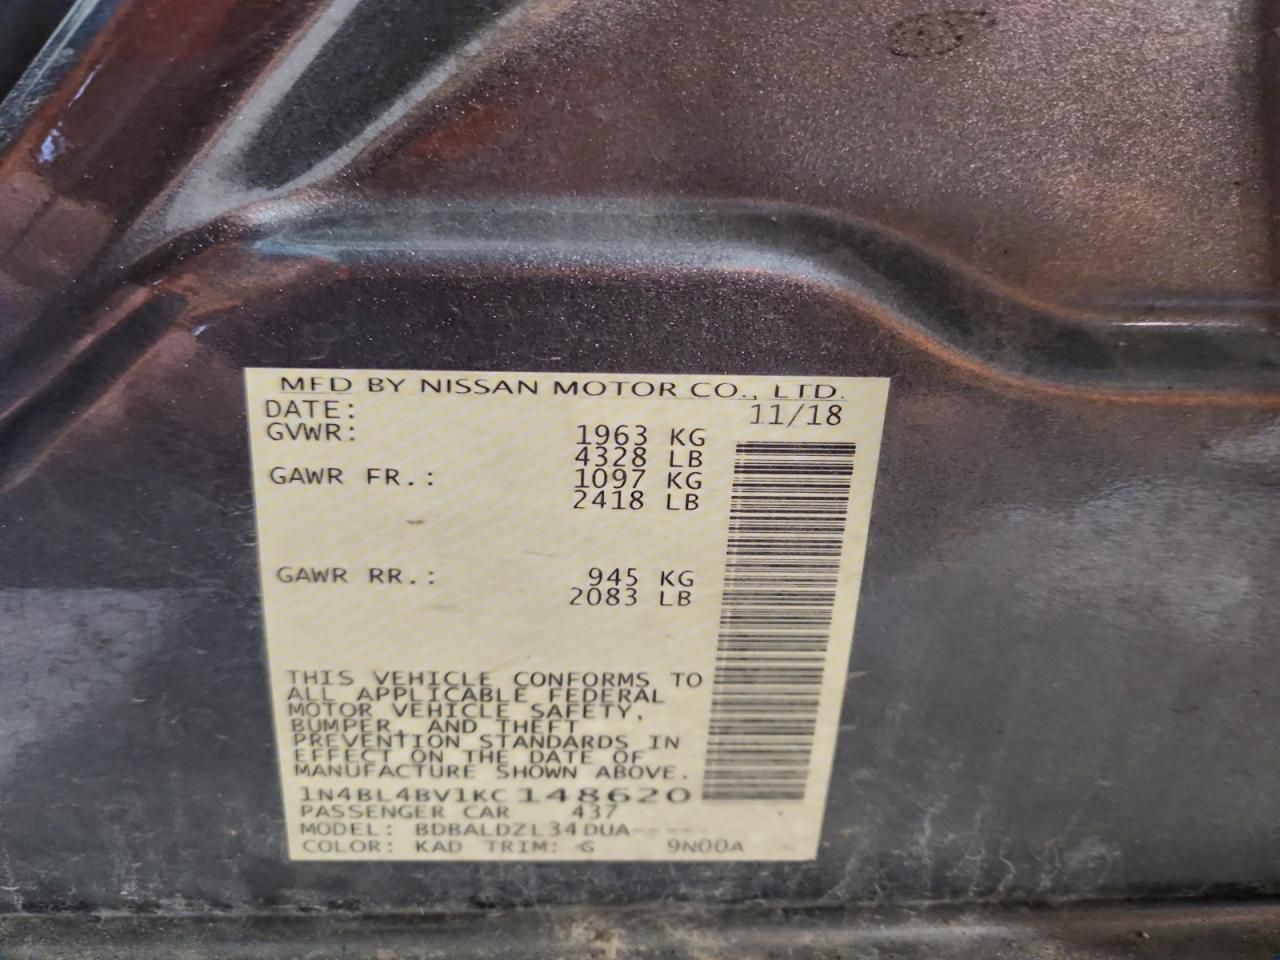 MFD BY NISSAN MOTOR CO., LTD.
DATE: 11/18
GVWR: 1963 KG
4328 LB
GAWR FR.: 1097 KG
2418 LB
GAWR RR.: 945 KG
2083 LB
THIS VEHICLE CONFORMS TO
ALL APPLICABLE FEDERAL
MOTOR VEHICLE SAFETY,
BUMPER, AND THEFT
PREVENTION STANDARDS IN
EFFECT ON THE DATE OF
MANUFACTURE SHOWN ABOVE.
1N4BL4BV1KC148620
PASSENGER CAR 437
MODEL: BDBALDZL34DUA-----
COLOR: KAD TRIM: G 9N00A